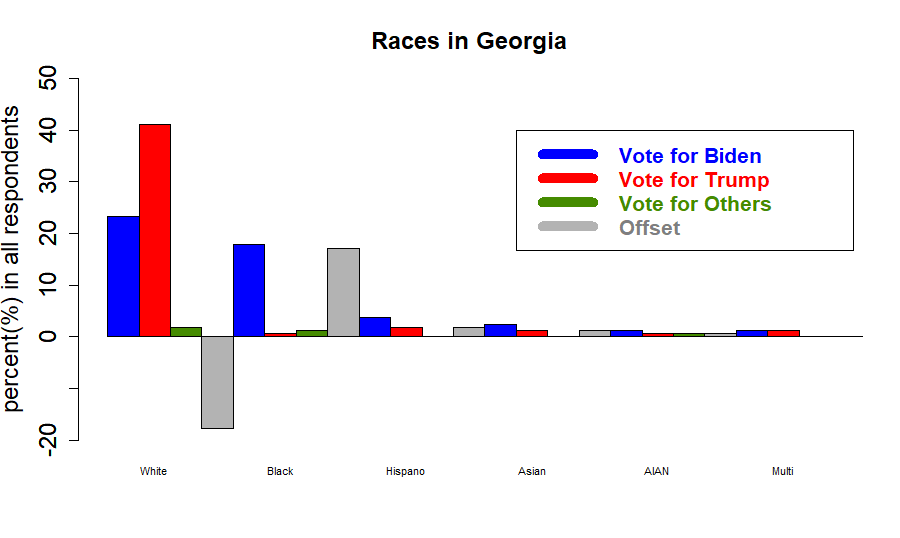 Races in Georgia
percent(%) in all respondents
50
40
30
20
10
0
-20
Vote for Biden
Vote for Trump
Vote for Others
Offset
White Black Hispano Asian AIAN Multi